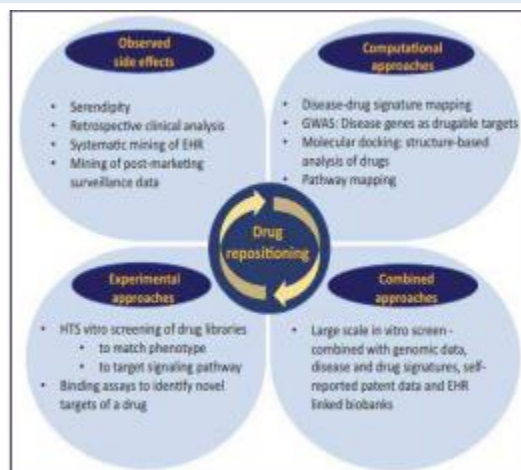 Observed
side effects
• Serendipity
• Retrospective clinical analysis
• Systematic mining of EHR
• Mining of post-marketing
surveillance data
Computational
approaches
• Disease-drug signature mapping
• GWAS: Disease genes as drugable targets
• Molecular docking: structure-based
analysis of drugs
• Pathway mapping
Drug
repositioning
Experimental
approaches
• HTS vitro screening of drug libraries
• to match phenotype
• to target signaling pathway
• Binding assays to identify novel
targets of a drug
Combined
approaches
• Large scale in vitro screen -
combined with genomic data,
disease and drug signatures, self-
reported patent data and EHR
linked biobanks